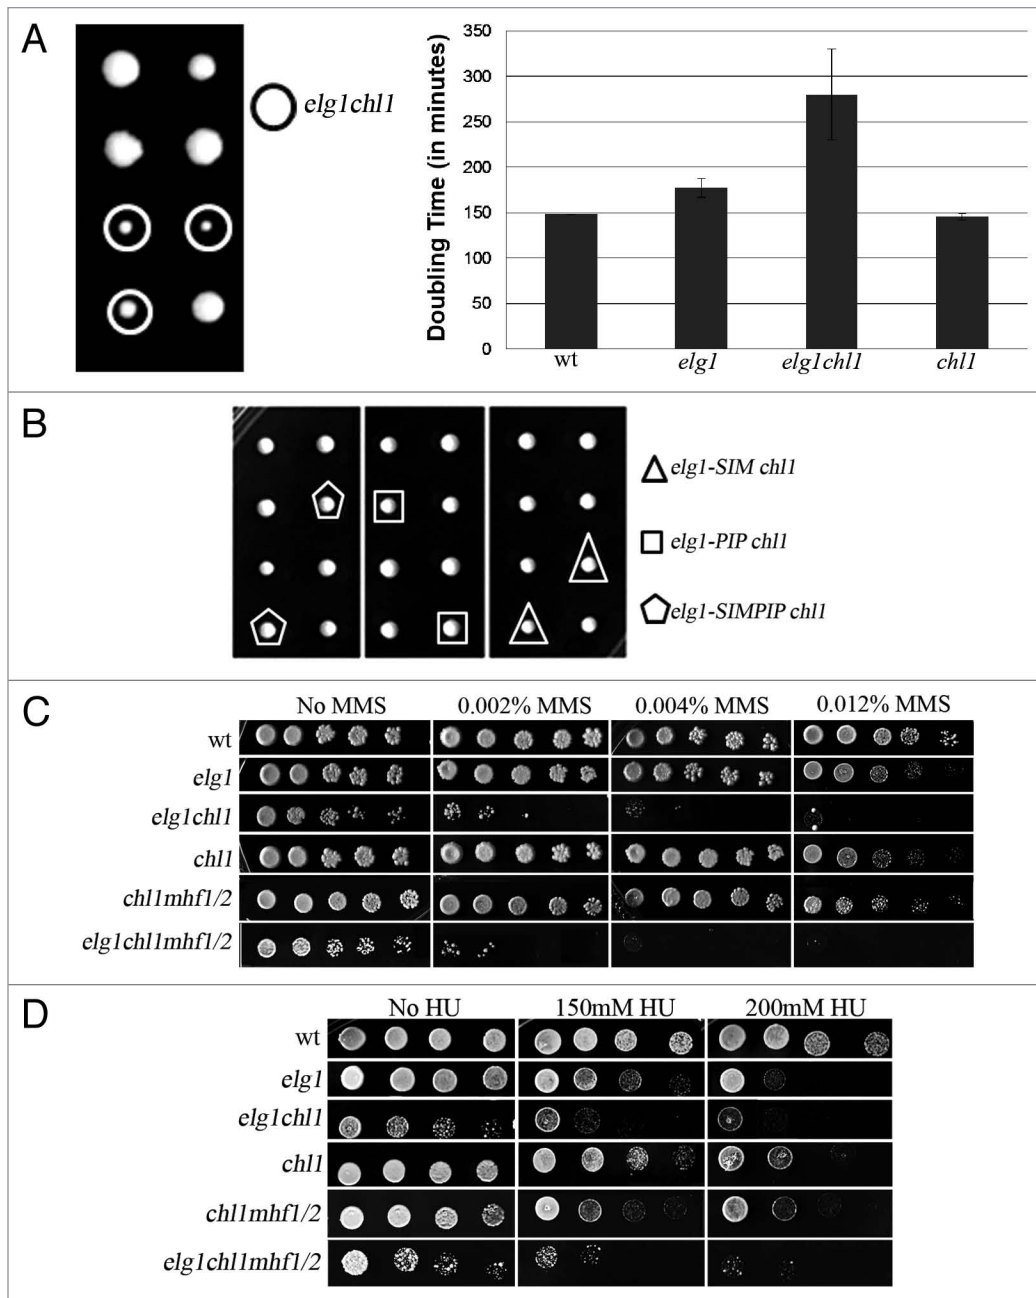 A
elg1chl1
Doubling Time (in minutes)
350
300
250
200
150
100
50
0
wt
elg1
elg1chl1
chl1
B
elg1-SIM chl1
elg1-PIP chl1
elg1-SIMPIP chl1
C
No MMS
0.002% MMS
0.004% MMS
0.012% MMS
wt
elg1
elg1chl1
chl1
chl1mhf1/2
elg1chl1mhf1/2
D
No HU
150mM HU
200mM HU
wt
elg1
elg1chl1
chl1
chl1mhf1/2
elg1chl1mhf1/2